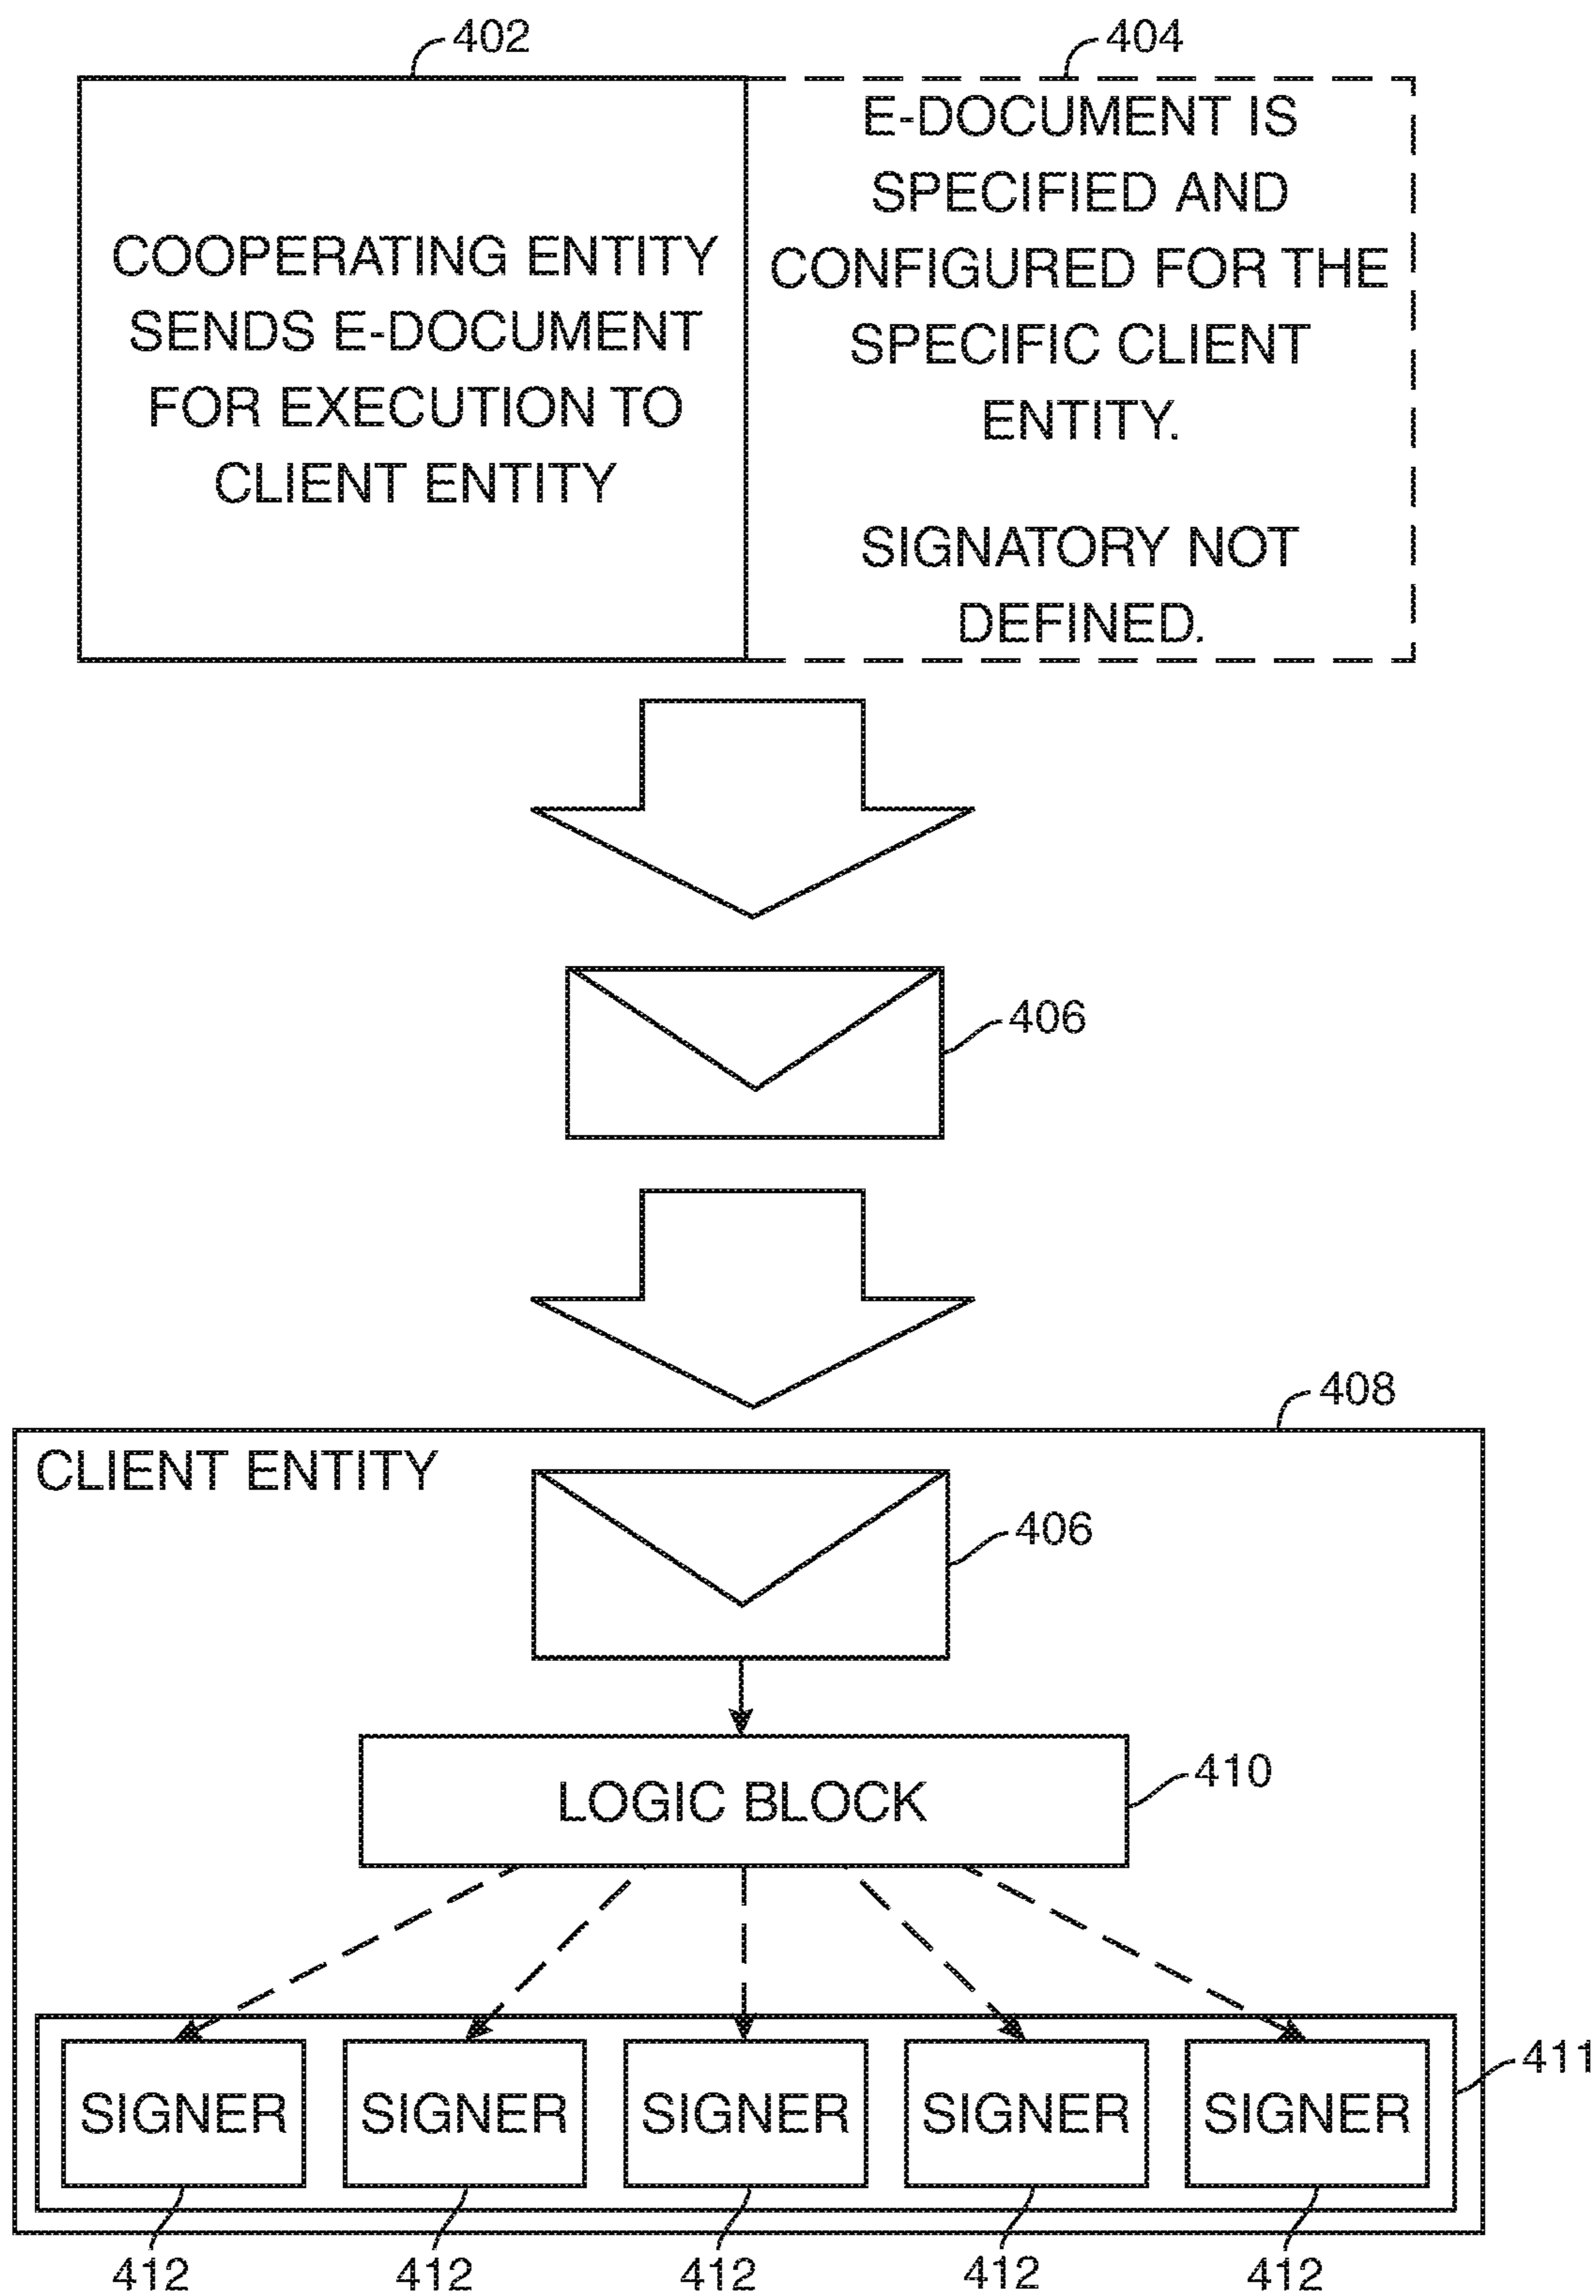 402
404
COOPERATING ENTITY
SENDS E-DOCUMENT
FOR EXECUTION TO
CLIENT ENTITY
E-DOCUMENT IS
SPECIFIED AND
CONFIGURED FOR THE
SPECIFIC CLIENT
ENTITY.
SIGNATORY NOT
DEFINED.
406
408
CLIENT ENTITY
406
LOGIC BLOCK
410
411
SIGNER
SIGNER
SIGNER
SIGNER
SIGNER
412
412
412
412
412